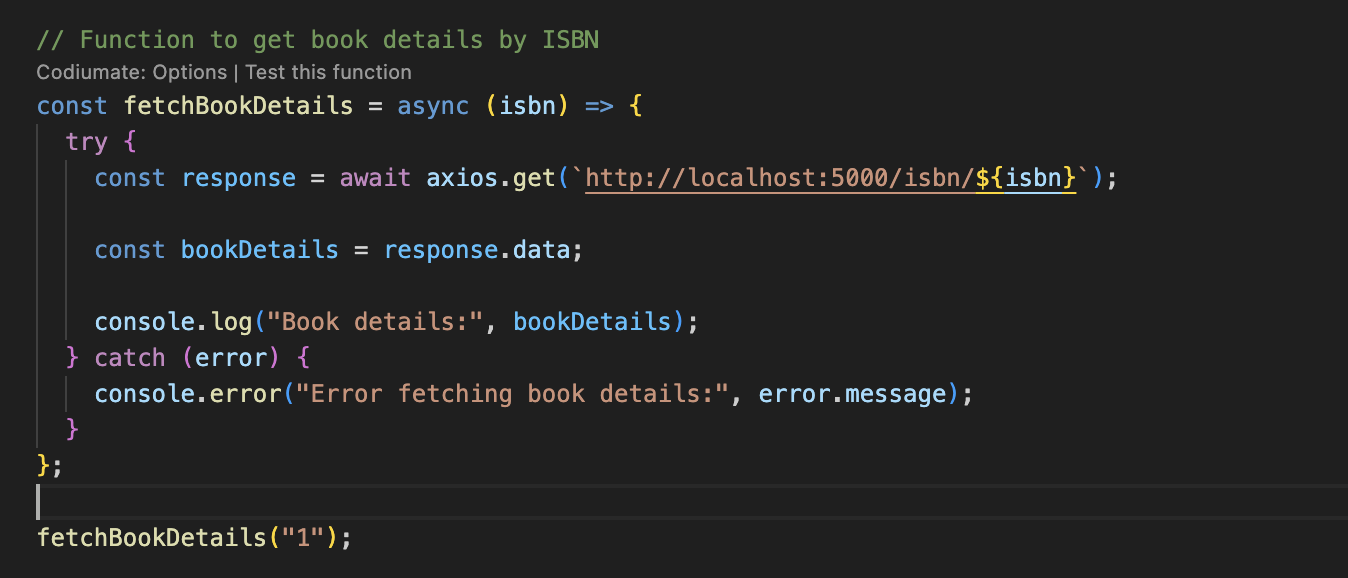 // Function to get book details by ISBN
Codiumate: Options | Test this function
const fetchBookDetails = async (isbn) => {
  try {
    const response = await axios.get(`http://localhost:5000/isbn/${isbn}`);

    const bookDetails = response.data;

    console.log("Book details:", bookDetails);
  } catch (error) {
    console.error("Error fetching book details:", error.message);
  }
};

fetchBookDetails("1");